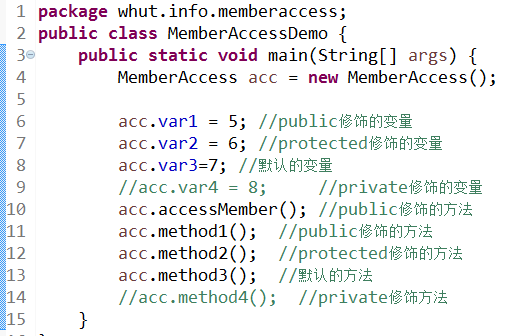 1 package whut.info.memberaccess;
2 public class MemberAccessDemo {
3 public static void main(String[] args) {
4 MemberAccess acc = new MemberAccess();
5
6 acc.var1 = 5; //public修饰的变量
7 acc.var2 = 6; //protected修饰的变量
8 acc.var3=7; //默认的变量
9 //acc.var4 = 8; //private修饰的变量
10 acc.accessMember(); //public修饰的方法
11 acc.method1(); //public修饰的方法
12 acc.method2(); //protected修饰的方法
13 acc.method3(); //默认的方法
14 //acc.method4(); //private修饰方法
15 }